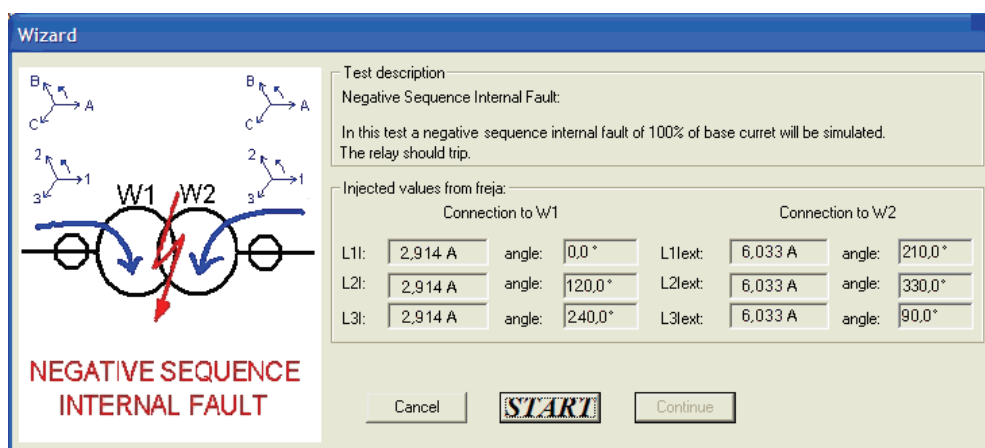 Wizard
B
A
C
B
A
C
2
1
3
2
1
3
W1 W2
NEGATIVE SEQUENCE
INTERNAL FAULT
Test description
Negative Sequence Internal Fault:
In this test a negative sequence internal fault of 100% of base curret will be simulated.
The relay should trip.
Injected values from freja:
Connection to W1 Connection to W2
L1I: 2,914 A angle: 0,0° L1Iext: 6,033 A angle: 210,0°
L2I: 2,914 A angle: 120,0° L2Iext: 6,033 A angle: 330,0°
L3I: 2,914 A angle: 240,0° L3Iext: 6,033 A angle: 90,0°
Cancel START Continue